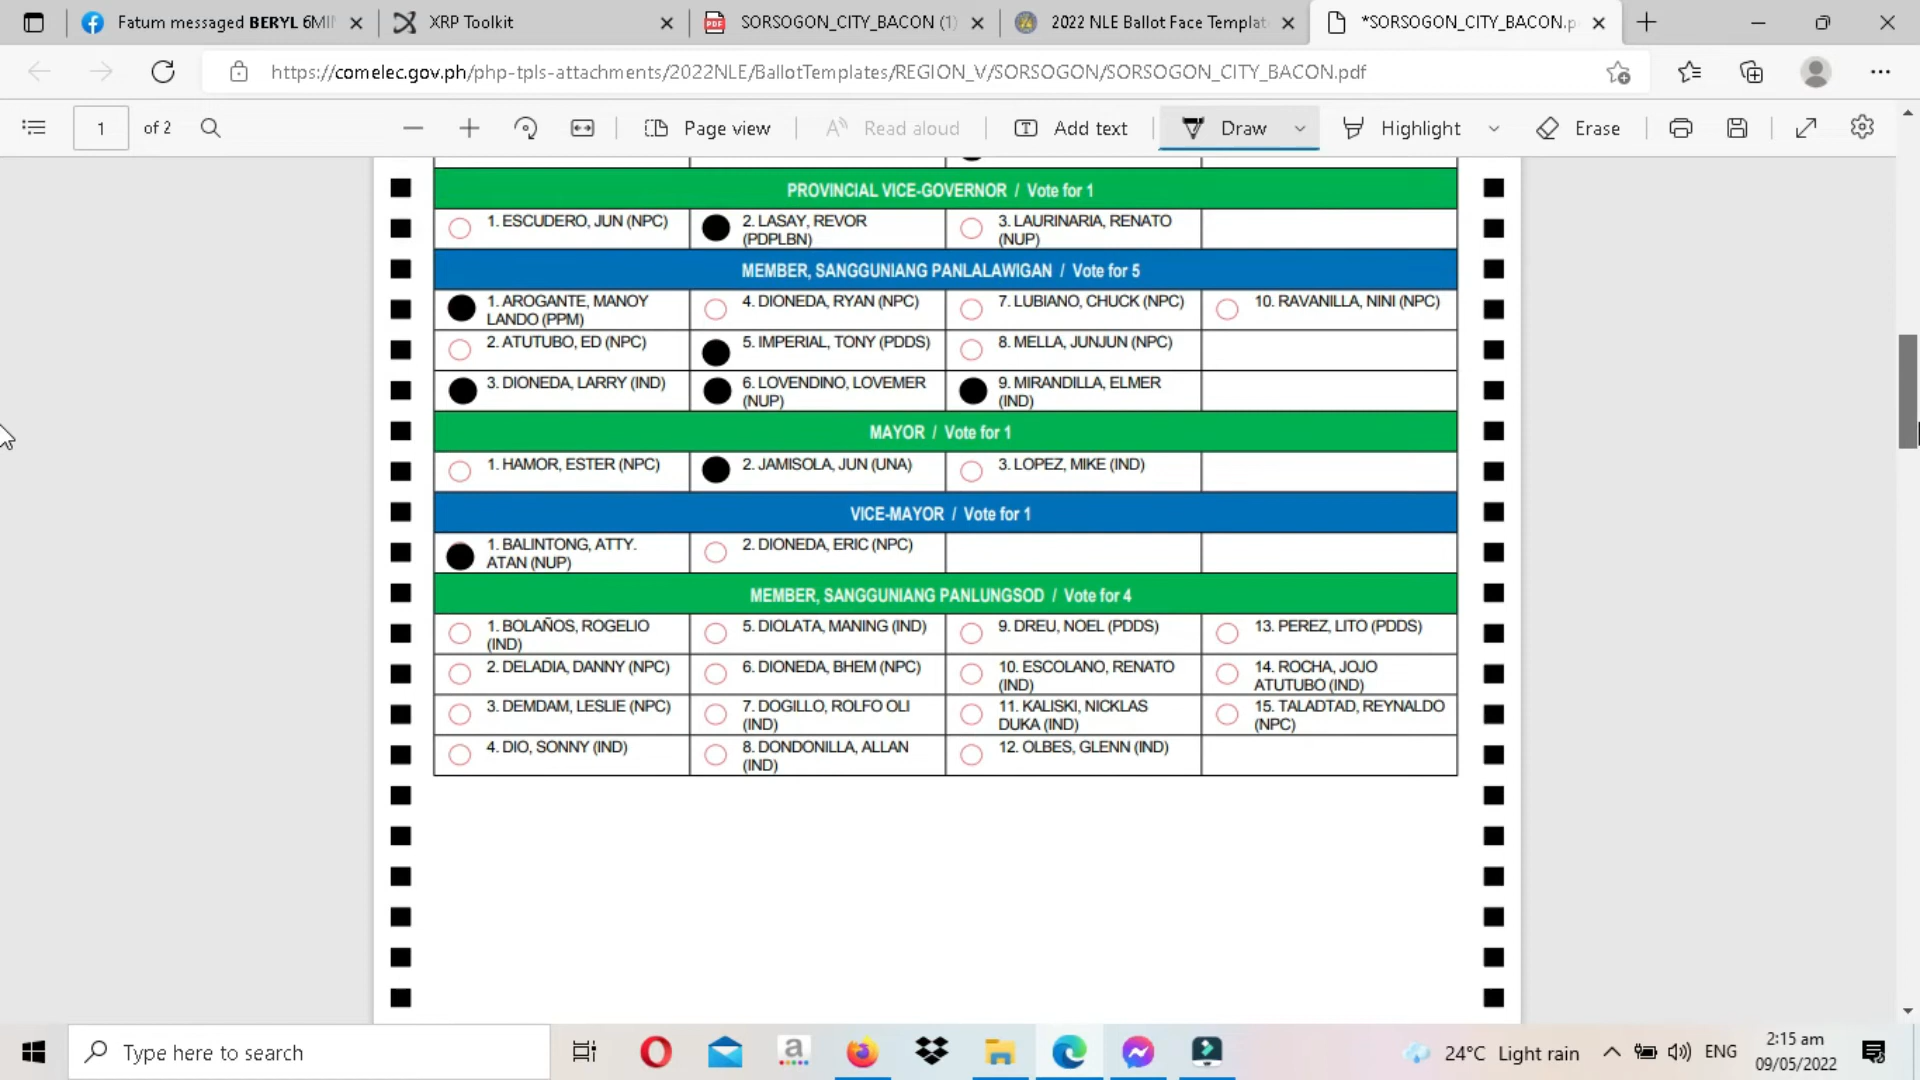 Fatum messaged BERYL 6MI
XRP Toolkit
SORSOGON_CITY_BACON (1)
2022 NLE Ballot Face Templat
*SORSOGON_CITY_BACON.p
https://comelec.gov.ph/php-tpls-attachments/2022NLE/BallotTemplates/REGION_V/SORSOGON/SORSOGON_CITY_BACON.pdf
1 of 2
Page view
Read aloud
Add text
Draw
Highlight
Erase
PROVINCIAL VICE-GOVERNOR / Vote for 1
1. ESCUDERO, JUN (NPC)
2. LASAY, REVOR
(PDPLBN)
3. LAURINARIA, RENATO
(NUP)
MEMBER, SANGGUNIANG PANLALAWIGAN / Vote for 5
1. AROGANTE, MANOY
LANDO (PPM)
4. DIONEDA, RYAN (NPC)
7. LUBIANO, CHUCK (NPC)
10. RAVANILLA, NINI (NPC)
2. ATUTUBO, ED (NPC)
5. IMPERIAL, TONY (PDDS)
8. MELLA, JUNJUN (NPC)
3. DIONEDA, LARRY (IND)
6. LOVENDINO, LOVEMER
(NUP)
9. MIRANDILLA, ELMER
(IND)
MAYOR / Vote for 1
1. HAMOR, ESTER (NPC)
2. JAMISOLA, JUN (UNA)
3. LOPEZ, MIKE (IND)
VICE-MAYOR / Vote for 1
1. BALINTONG, ATTY.
ATAN (NUP)
2. DIONEDA, ERIC (NPC)
MEMBER, SANGGUNIANG PANLUNGSOD / Vote for 4
1. BOLAÑOS, ROGELIO
(IND)
5. DIOLATA, MANING (IND)
9. DREU, NOEL (PDDS)
13. PEREZ, LITO (PDDS)
2. DELADIA, DANNY (NPC)
6. DIONEDA, BHEM (NPC)
10. ESCOLANO, RENATO
(IND)
14. ROCHA, JOJO
ATUTUBO (IND)
3. DEMDAM, LESLIE (NPC)
7. DOGILLO, ROLFO OLI
(IND)
11. KALISKI, NICKLAS
DUKA (IND)
15. TALADTAD, REYNALDO
(NPC)
4. DIO, SONNY (IND)
8. DONDONILLA, ALLAN
(IND)
12. OLBES, GLENN (IND)
Type here to search
24°C Light rain
ENG
2:15 am
09/05/2022